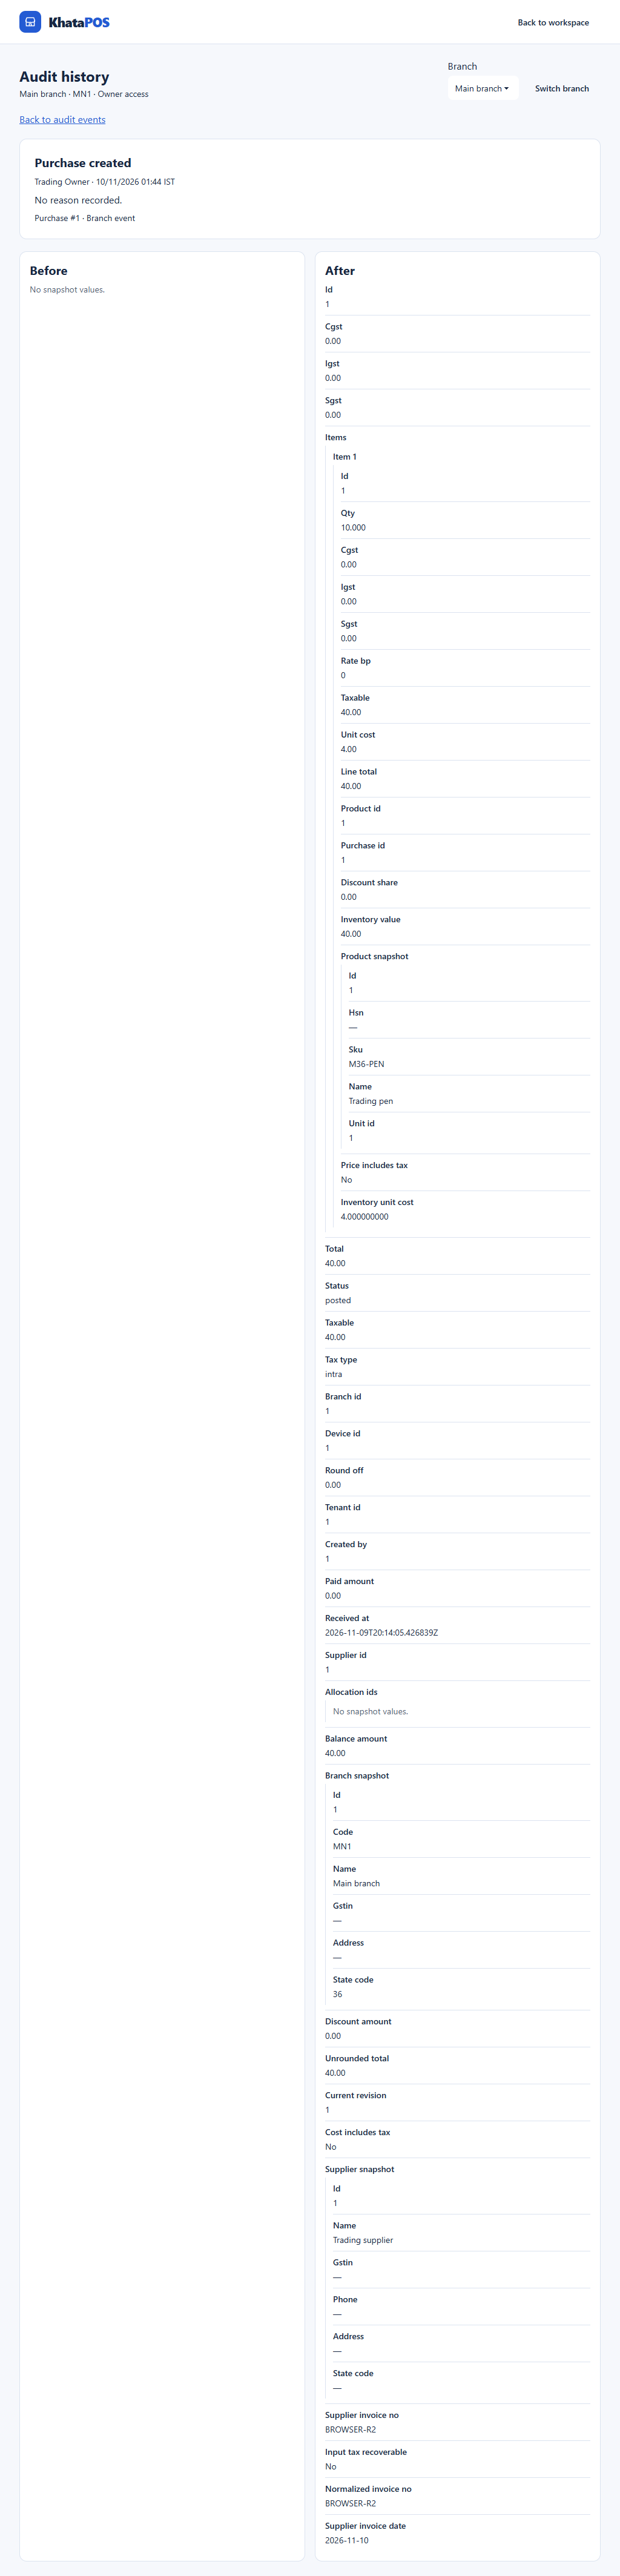 KhataPOS
Back to workspace
Audit history
Main branch · MN1 · Owner access
Branch
Main branch
Switch branch
Back to audit events
Purchase created
Trading Owner · 10/11/2026 01:44 IST
No reason recorded.
Purchase #1 · Branch event
Before
No snapshot values.
After
Id
1
Cgst
0.00
Igst
0.00
Sgst
0.00
Items
Item 1
Id
1
Qty
10.000
Cgst
0.00
Igst
0.00
Sgst
0.00
Rate bp
0
Taxable
40.00
Unit cost
4.00
Line total
40.00
Product id
1
Purchase id
1
Discount share
0.00
Inventory value
40.00
Product snapshot
Id
1
Hsn
—
Sku
M36-PEN
Name
Trading pen
Unit id
1
Price includes tax
No
Inventory unit cost
4.000000000
Total
40.00
Status
posted
Taxable
40.00
Tax type
intra
Branch id
1
Device id
1
Round off
0.00
Tenant id
1
Created by
1
Paid amount
0.00
Received at
2026-11-09T20:14:05.426839Z
Supplier id
1
Allocation ids
No snapshot values.
Balance amount
40.00
Branch snapshot
Id
1
Code
MN1
Name
Main branch
Gstin
—
Address
—
State code
36
Discount amount
0.00
Unrounded total
40.00
Current revision
1
Cost includes tax
No
Supplier snapshot
Id
1
Name
Trading supplier
Gstin
—
Phone
—
Address
—
State code
—
Supplier invoice no
BROWSER-R2
Input tax recoverable
No
Normalized invoice no
BROWSER-R2
Supplier invoice date
2026-11-10